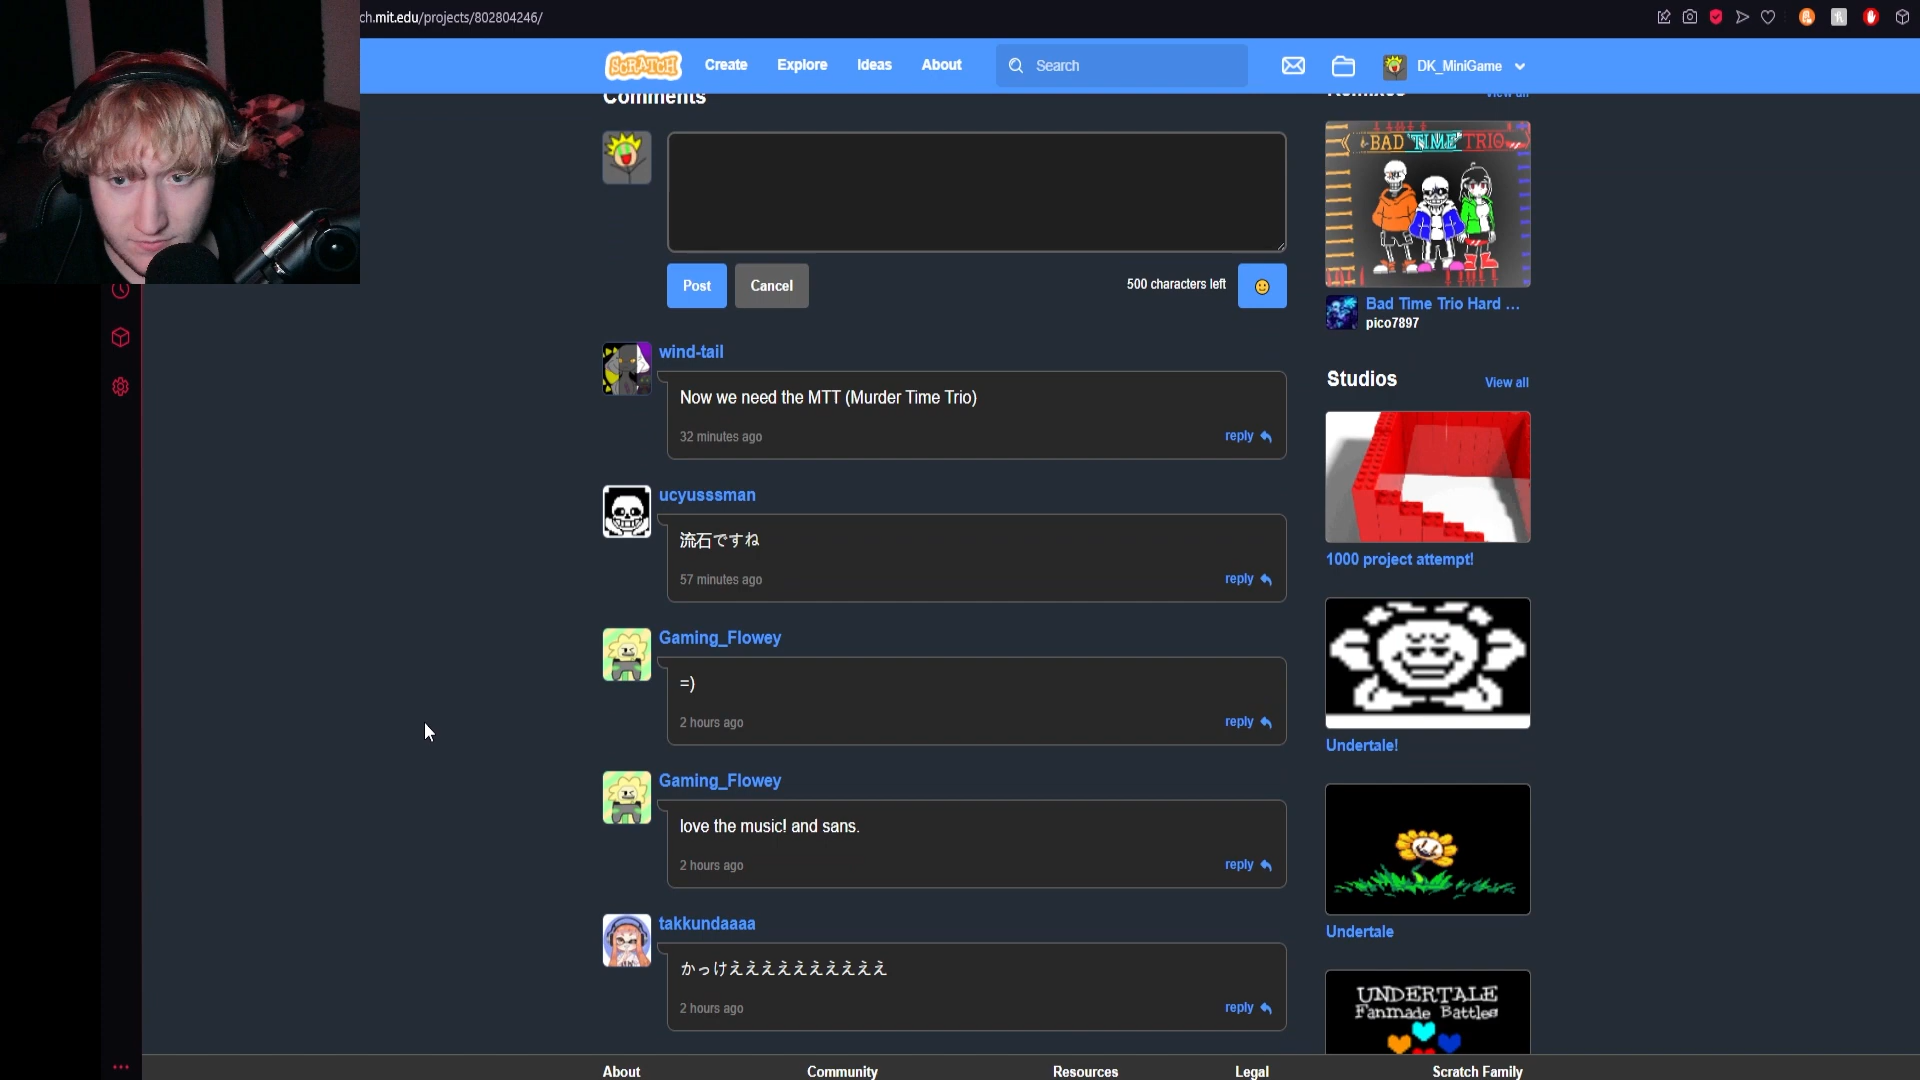 ch.mit.edu/projects/802804246/
SCRATCH
Create
Explore
Ideas
About
Search
DK_MiniGame
Comments
Post
Cancel
500 characters left
wind-tail
Now we need the MTT (Murder Time Trio)
32 minutes ago
reply
ucyusssman
流石ですね
57 minutes ago
reply
Gaming_Flowey
=)
2 hours ago
reply
Gaming_Flowey
love the music! and sans.
2 hours ago
reply
takkundaaaa
かっけええええええええええ
2 hours ago
reply
Remixes
View all
BAD TIME TRIO
Bad Time Trio Hard ...
pico7897
Studios
View all
1000 project attempt!
Undertale!
Undertale
UNDERTALE
Fanmade Battles
About
Community
Resources
Legal
Scratch Family